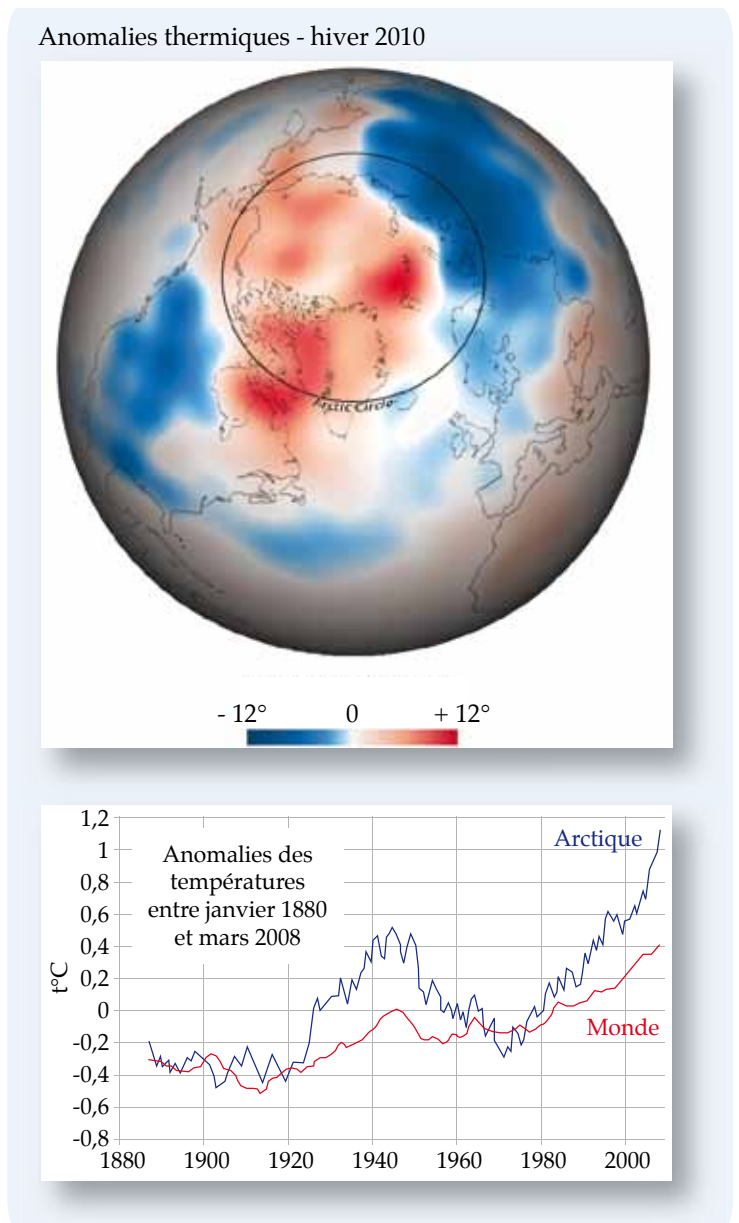 Anomalies thermiques - hiver 2010
Arctic Circle
- 12° 0 + 12°
1,2
1
0,8
0,6
0,4
0,2
0
-0,2
-0,4
-0,6
-0,8
t°C
Anomalies des
températures
entre janvier 1880
et mars 2008
Arctique
Monde
1880 1900 1920 1940 1960 1980 2000